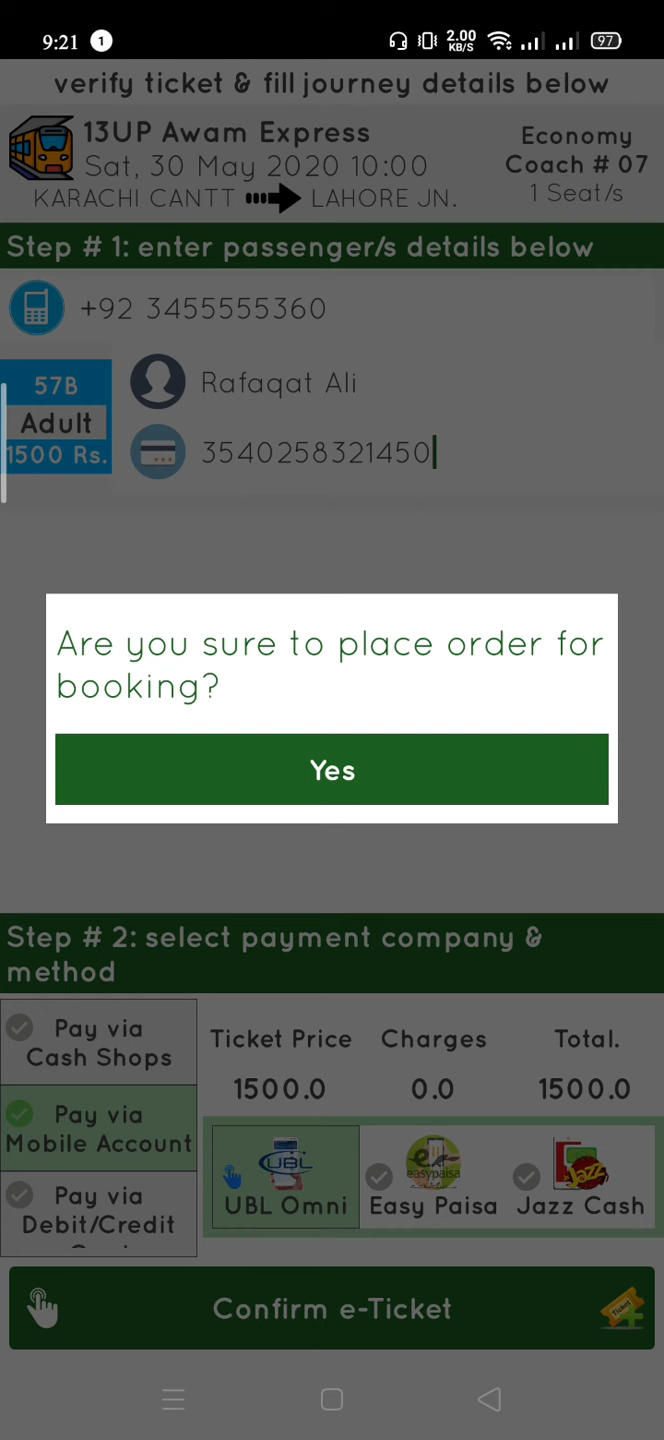 9:21 1 2.00 KB/S 97
verify ticket & fill journey details below
13UP Awam Express
Sat, 30 May 2020 10:00
KARACHI CANTT LAHORE JN.
Economy
Coach # 07
1 Seat/s
Step # 1: enter passenger/s details below
+92 3455555360
57B
Adult
1500 Rs.
Rafaqat Ali
3540258321450
Are you sure to place order for
booking?
Yes
Step # 2: select payment company &
method
Pay via
Cash Shops
Pay via
Mobile Account
Pay via
Debit/Credit
Ticket Price Charges Total.
1500.0 0.0 1500.0
UBL
UBL Omni
easypaisa
Easy Paisa
Jazz
Jazz Cash
Confirm e-Ticket
Ticket